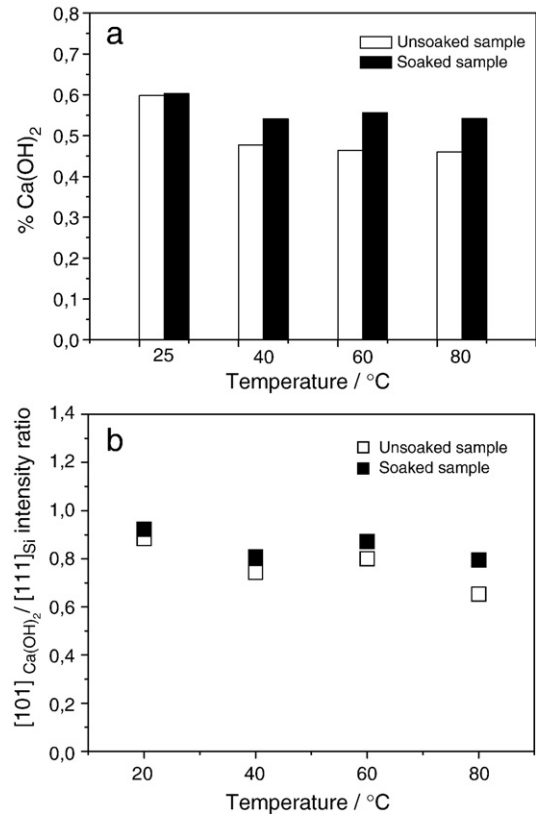 a
Unsoaked sample
Soaked sample
0,8
0,7
0,6
0,5
0,4
0,3
0,2
0,1
0,0
% Ca(OH)2
25 40 60 80
Temperature / °C
b
Unsoaked sample
Soaked sample
1,4
1,2
1,0
0,8
0,6
0,4
0,2
0,0
[101] Ca(OH)2 / [111]Si intensity ratio
20 40 60 80
Temperature / °C